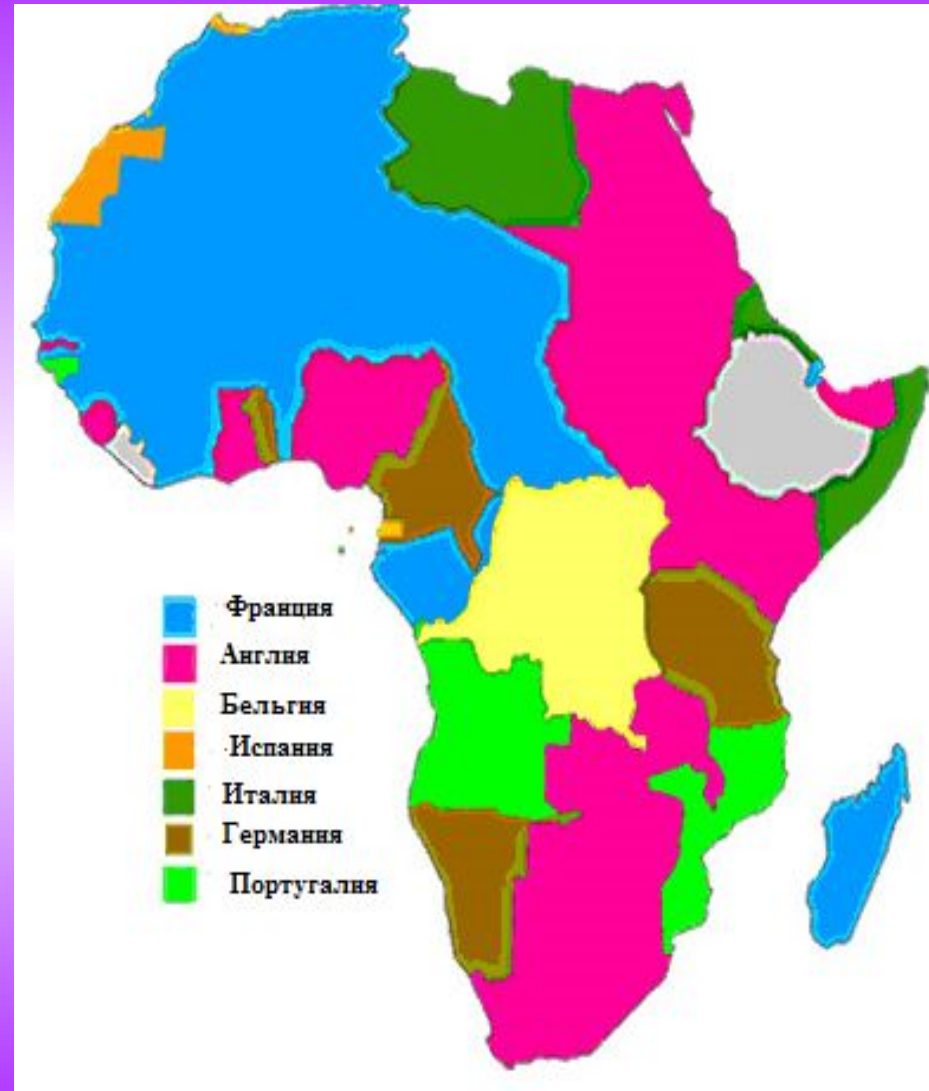 Франция
Англия
Бельгия
Испания
Италия
Германия
Португалия